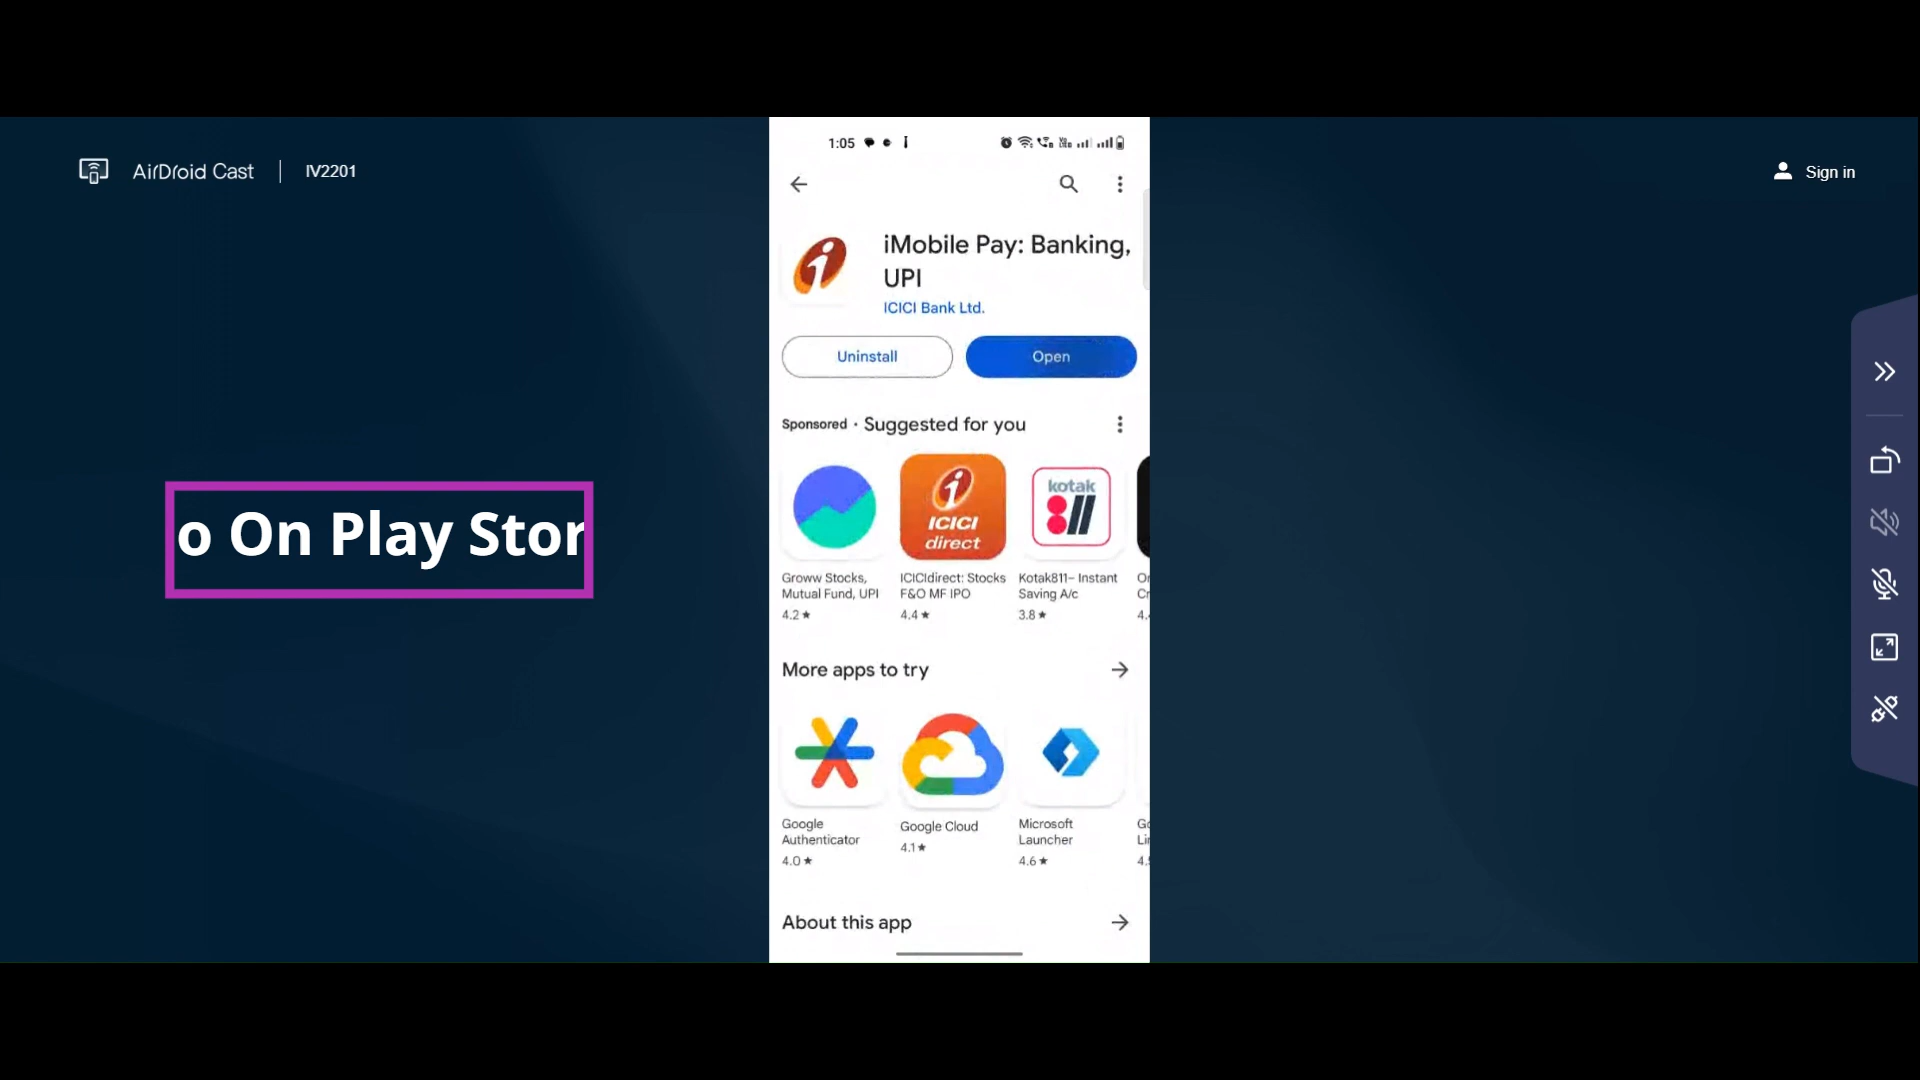 1:05
AirDroid Cast | IV2201
Sign in
iMobile Pay: Banking,
UPI
ICICI Bank Ltd.
Uninstall
Open
Sponsored · Suggested for you
ICICI
direct
kotak
811
Groww Stocks,
Mutual Fund, UPI
4.2 ★
ICICIdirect: Stocks
F&O MF IPO
4.4 ★
Kotak811– Instant
Saving A/c
3.8 ★
o On Play Stor
More apps to try
Google
Authenticator
4.0 ★
Google Cloud
4.1 ★
Microsoft
Launcher
4.6 ★
About this app